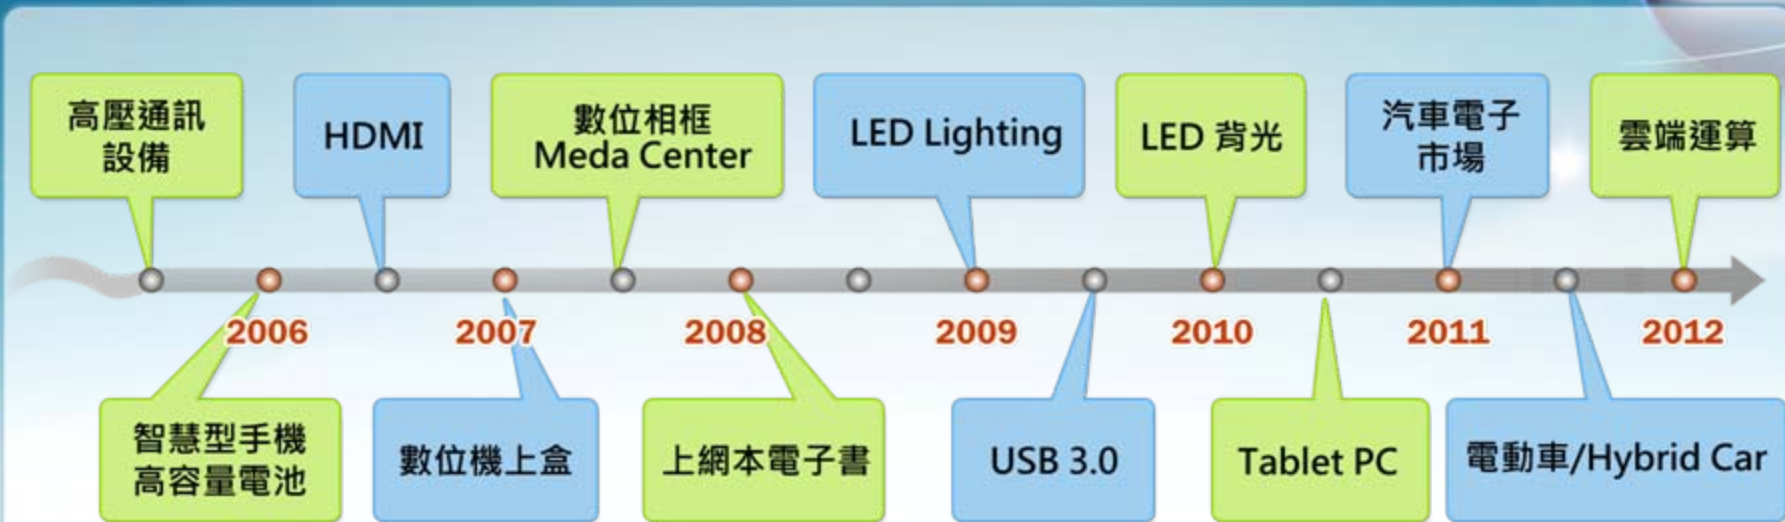 高壓通訊
設備
HDMI
數位相框
Meda Center
LED Lighting
LED 背光
汽車電子
市場
雲端運算
2006
2007
2008
2009
2010
2011
2012
智慧型手機
高容量電池
數位機上盒
上網本電子書
USB 3.0
Tablet PC
電動車/Hybrid Car